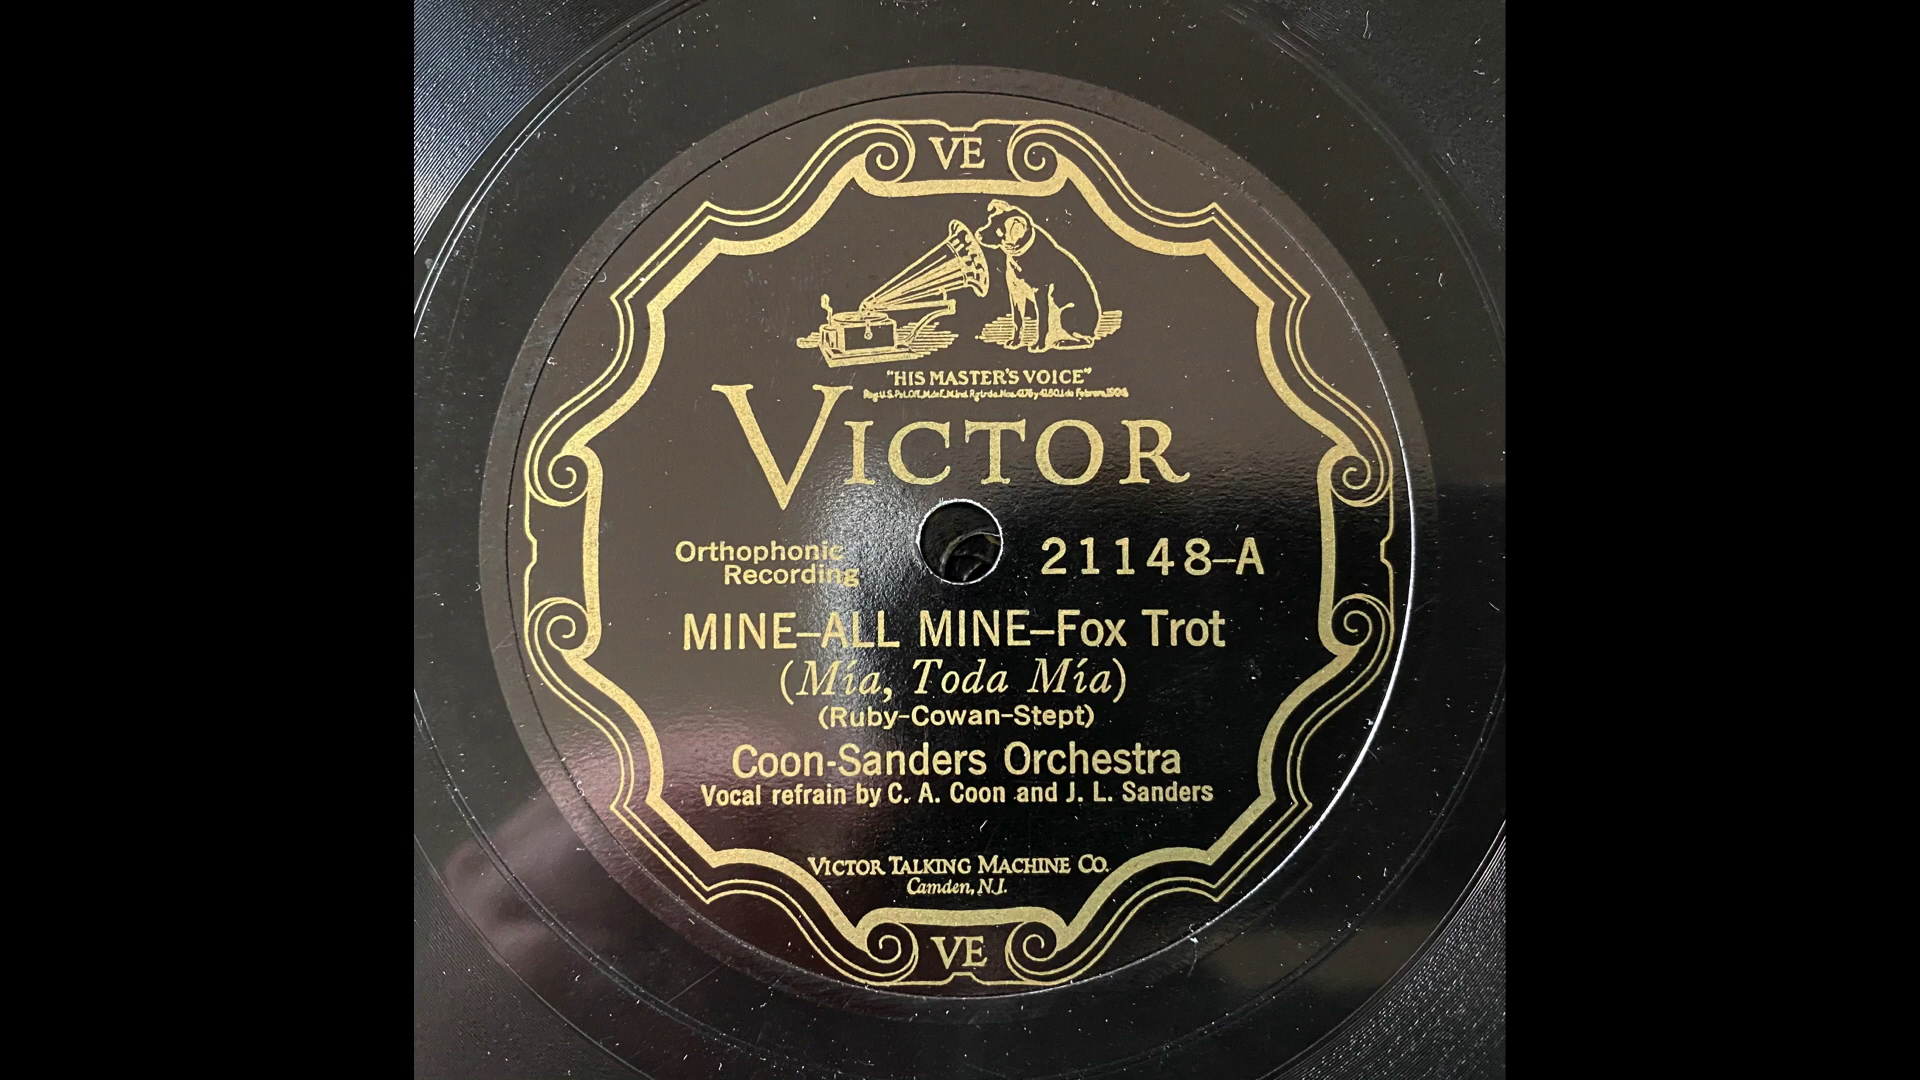 VE
"HIS MASTER'S VOICE"
VICTOR
Orthophonic
Recording
21148-A
MINE-ALL MINE-Fox Trot
(Mía, Toda Mía)
(Ruby-Cowan-Stept)
Coon-Sanders Orchestra
Vocal refrain by C. A. Coon and J. L. Sanders
VICTOR TALKING MACHINE CO.
Camden, N.J.
VE